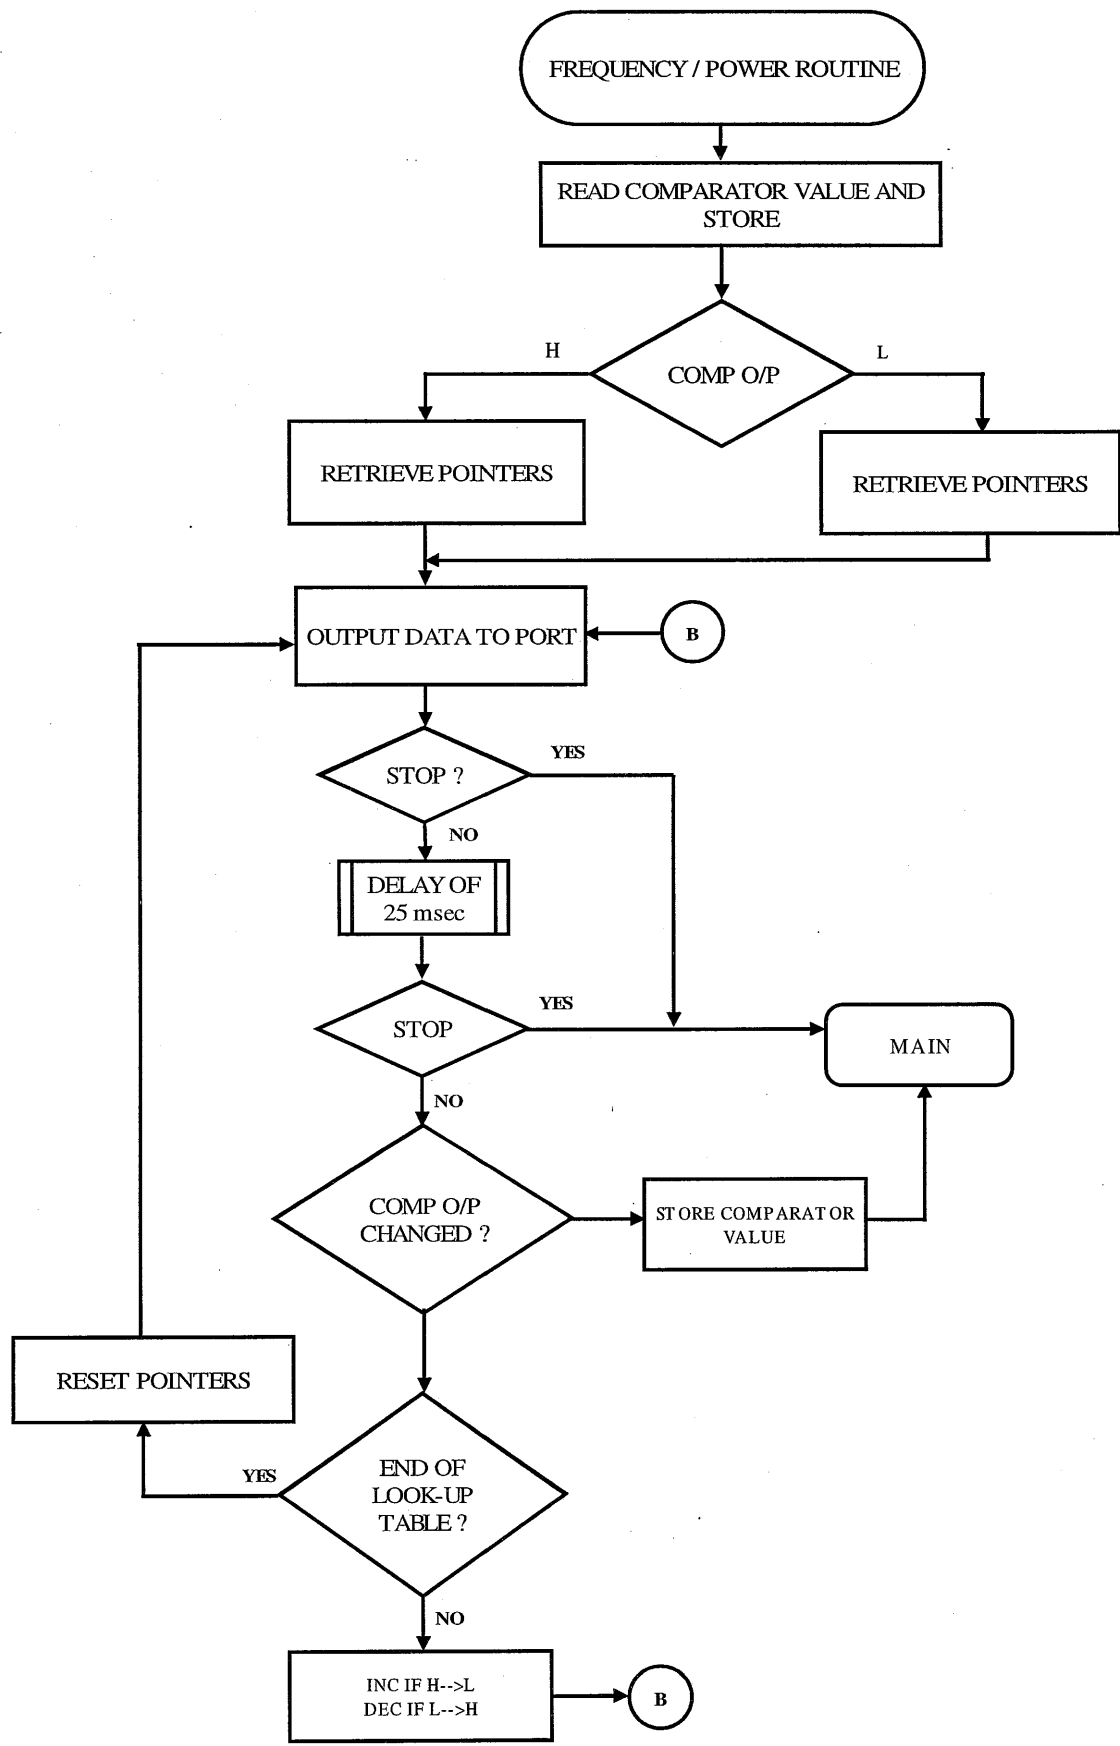 FREQUENCY / POWER ROUTINE
READ COMPARATOR VALUE AND
STORE
H
L
COMP O/P
RETRIEVE POINTERS
RETRIEVE POINTERS
OUTPUT DATA TO PORT
B
STOP ?
YES
NO
DELAY OF
25 msec
STOP
YES
MAIN
NO
COMP O/P
CHANGED ?
STORE COMPARATOR
VALUE
RESET POINTERS
YES
END OF
LOOK-UP
TABLE ?
NO
INC IF H-->L
DEC IF L-->H
B